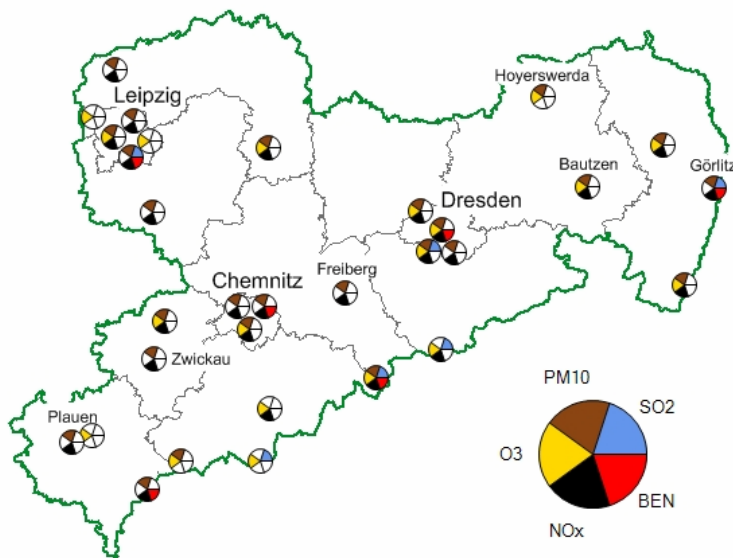 Hoyerswerda
Leipzig
Bautzen
Görlitz
Dresden
Freiberg
Chemnitz
Zwickau
Plauen
PM10
SO2
O3
BEN
NOx